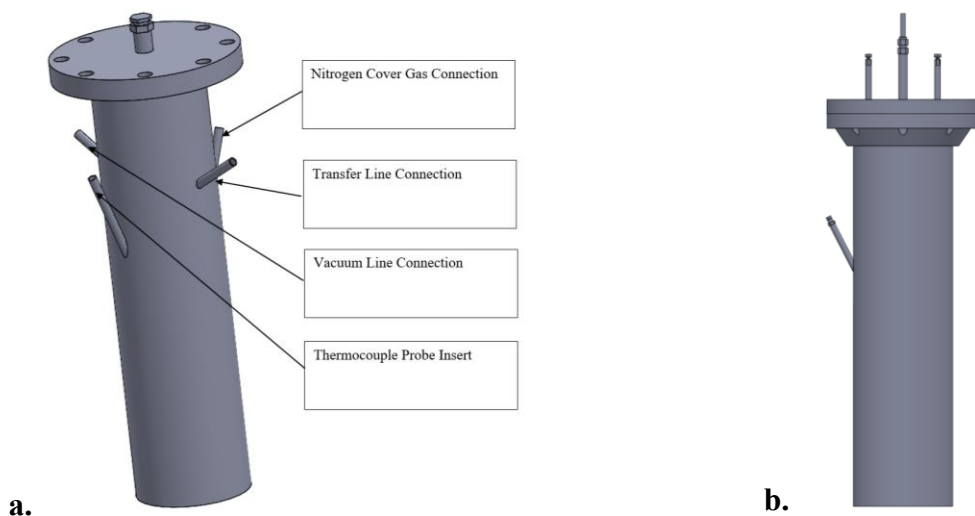 Nitrogen Cover Gas Connection
Transfer Line Connection
Vacuum Line Connection
Thermocouple Probe Insert
a.
b.